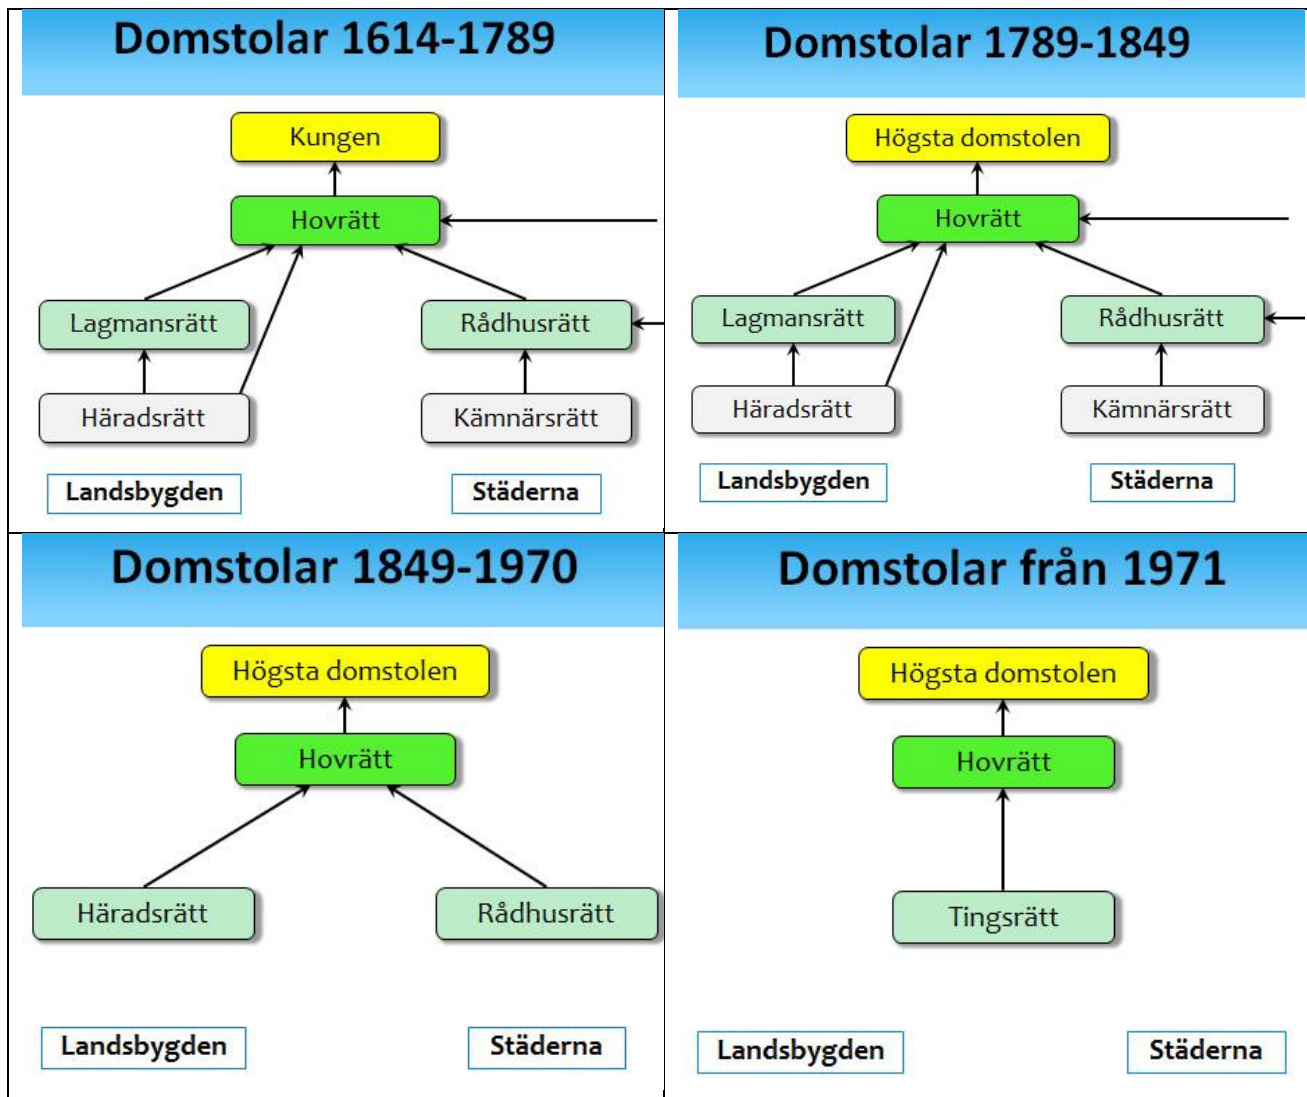 Domstolar 1614-1789
Kungen
Hovrätt
Lagmansrätt
Rådhusrätt
Häradsrätt
Kämnärsrätt
Landsbygden
Städerna
Domstolar 1789-1849
Högsta domstolen
Hovrätt
Lagmansrätt
Rådhusrätt
Häradsrätt
Kämnärsrätt
Landsbygden
Städerna
Domstolar 1849-1970
Högsta domstolen
Hovrätt
Häradsrätt
Rådhusrätt
Landsbygden
Städerna
Domstolar från 1971
Högsta domstolen
Hovrätt
Tingsrätt
Landsbygden
Städerna